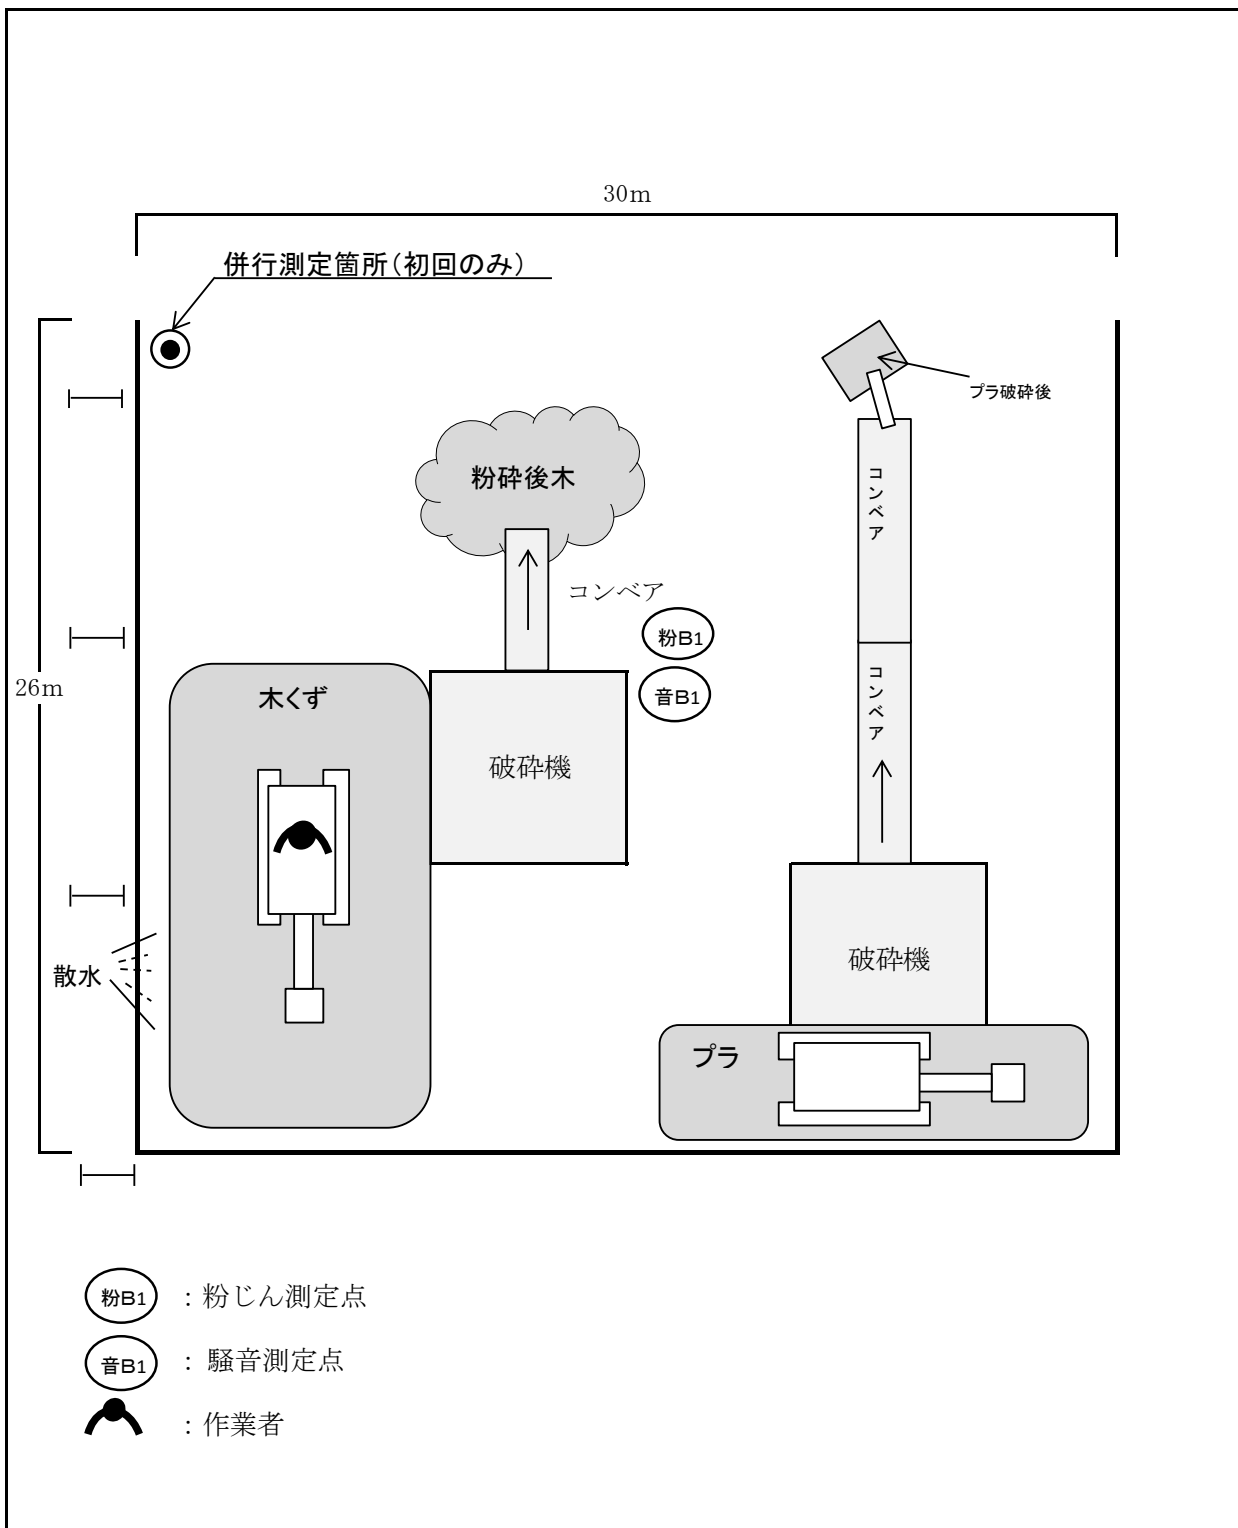 30m
併行測定箇所(初回のみ)
プラ破砕後
コンベア
粉砕後木
コンベア
粉B1
コンベア
26m
木くず
音B1
破砕機
破砕機
散水
プラ
粉B1 : 粉じん測定点
音B1 : 騒音測定点
: 作業者